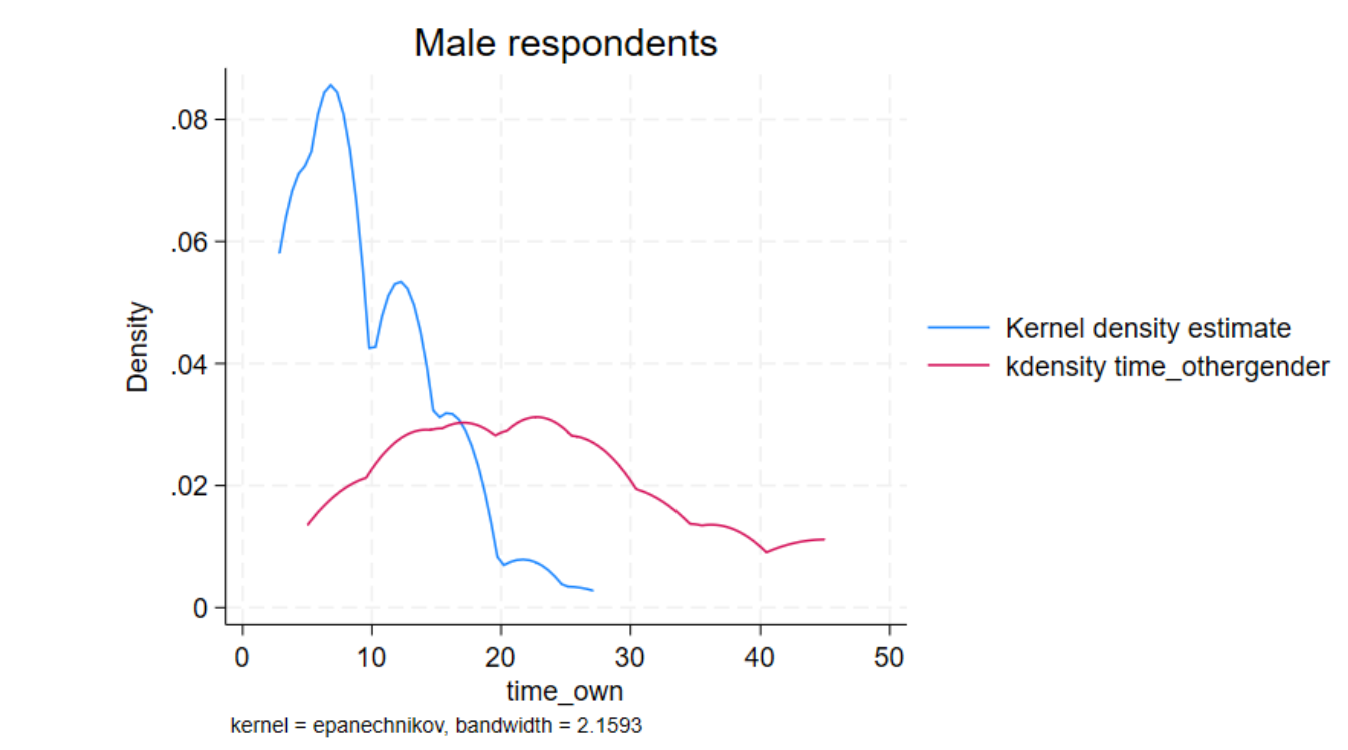 Male respondents
Density
.08
.06
.04
.02
0
0 10 20 30 40 50
time_own
kernel = epanechnikov, bandwidth = 2.1593
Kernel density estimate
kdensity time_othergender